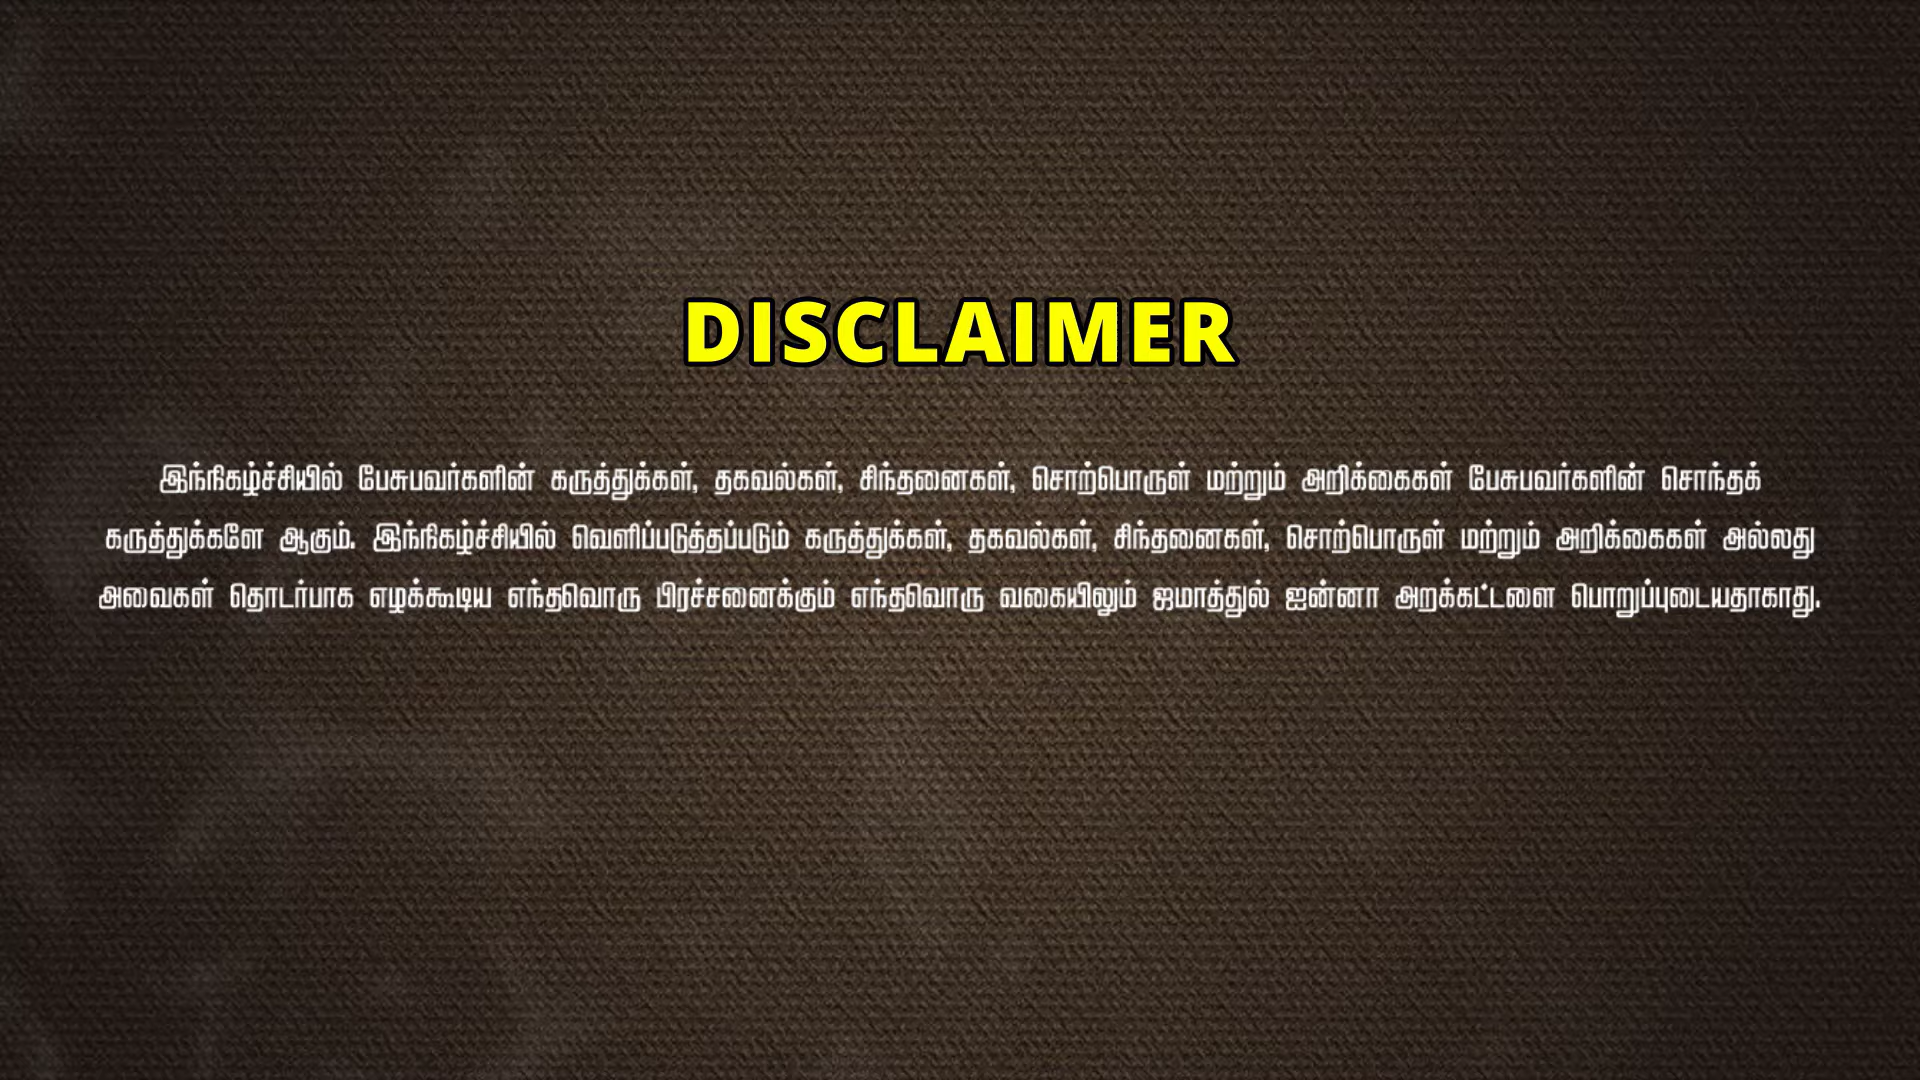 DISCLAIMER
இந்நிகழ்ச்சியில் பேசுபவர்களின் கருத்துக்கள், தகவல்கள், சிந்தனைகள், சொற்பொருள் மற்றும் அறிக்கைகள் பேசுபவர்களின் சொந்தக்
கருத்துக்களே ஆகும். இந்நிகழ்ச்சியில் வெளிப்படுத்தப்படும் கருத்துக்கள், தகவல்கள், சிந்தனைகள், சொற்பொருள் மற்றும் அறிக்கைகள் அல்லது
அவைகள் தொடர்பாக எழக்கூடிய எந்தவொரு பிரச்சனைக்கும் எந்தவொரு வகையிலும் ஜமாத்துல் ஐன்னா அறக்கட்டளை பொறுப்புடையதாகாது.